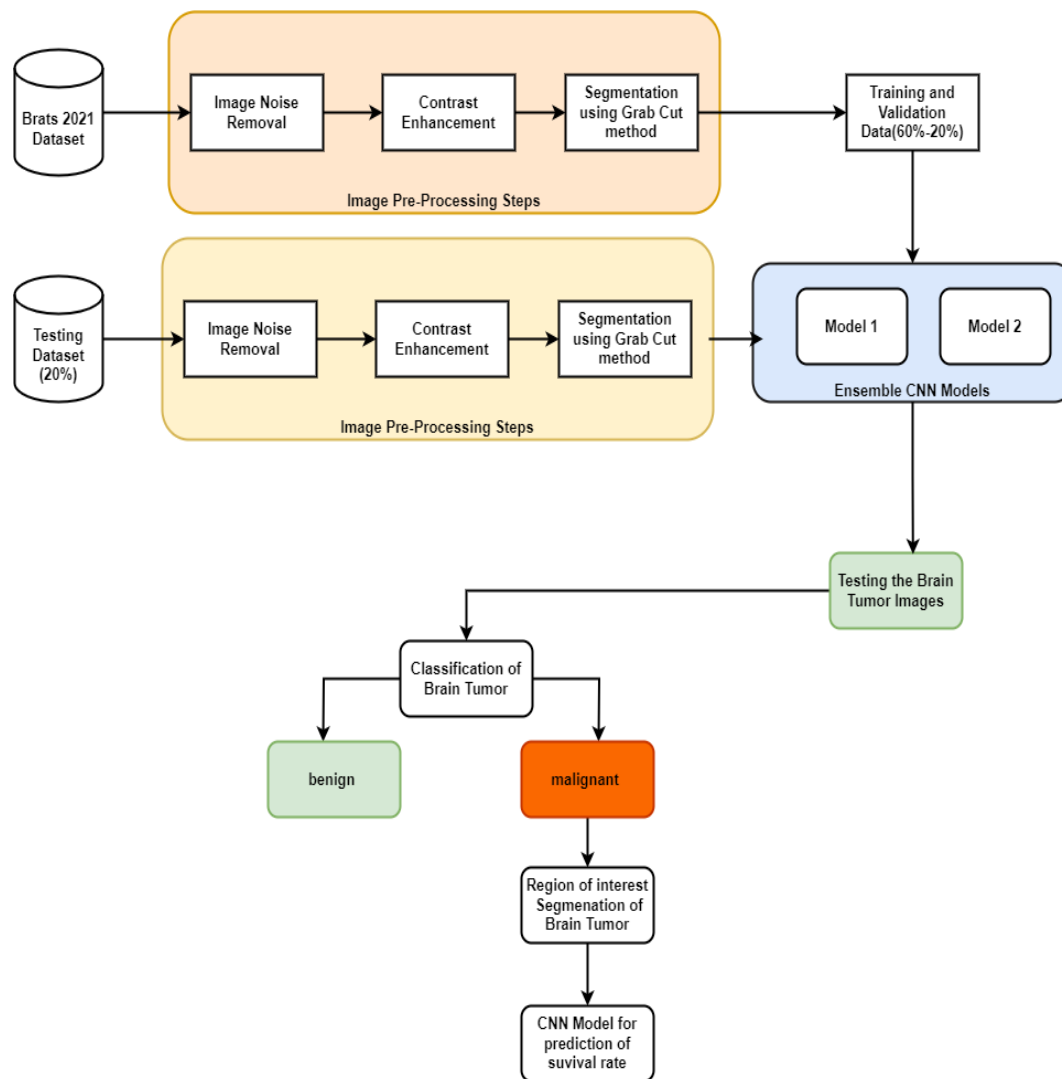 Brats 2021
Dataset
Image Noise
Removal
Contrast
Enhancement
Segmentation
using Grab Cut
method
Image Pre-Processing Steps
Training and
Validation
Data(60%-20%)
Testing
Dataset
(20%)
Image Noise
Removal
Contrast
Enhancement
Segmentation
using Grab Cut
method
Image Pre-Processing Steps
Model 1
Model 2
Ensemble CNN Models
Testing the Brain
Tumor Images
Classification of
Brain Tumor
benign
malignant
Region of interest
Segmenation of
Brain Tumor
CNN Model for
prediction of
suvival rate